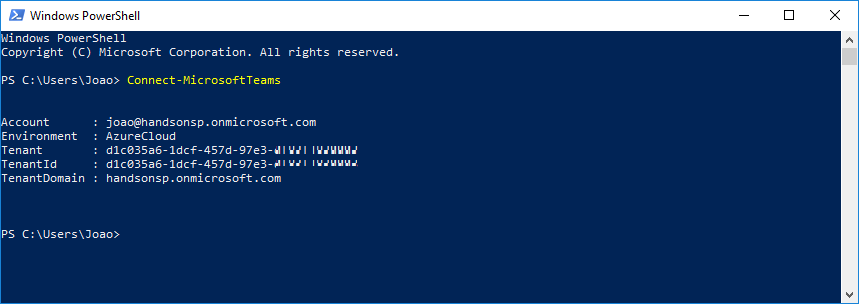 Windows PowerShell
Windows PowerShell
Copyright (C) Microsoft Corporation. All rights reserved.
PS C:\Users\Joao> Connect-MicrosoftTeams
Account : joao@handsonsp.onmicrosoft.com
Environment : AzureCloud
Tenant : d1c035a6-1dcf-457d-97e3-
TenantId : d1c035a6-1dcf-457d-97e3-
TenantDomain : handsonsp.onmicrosoft.com
PS C:\Users\Joao>